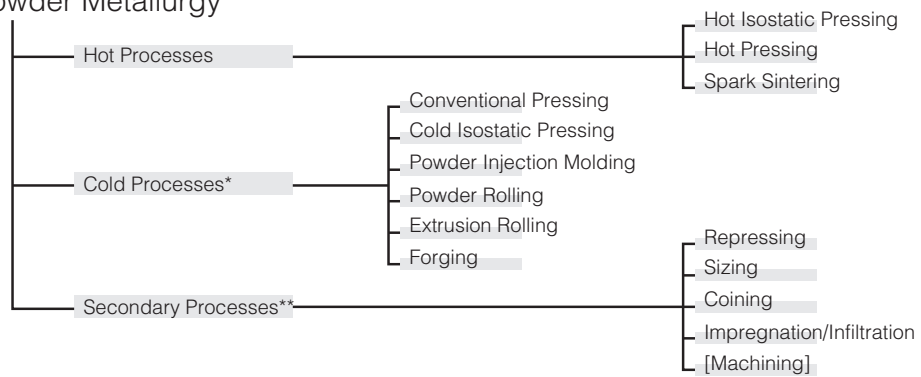 owder Metallurgy
Hot Processes
Hot Isostatic Pressing
Hot Pressing
Spark Sintering
Cold Processes*
Conventional Pressing
Cold Isostatic Pressing
Powder Injection Molding
Powder Rolling
Extrusion Rolling
Forging
Secondary Processes**
Repressing
Sizing
Coining
Impregnation/Infiltration
[Machining]